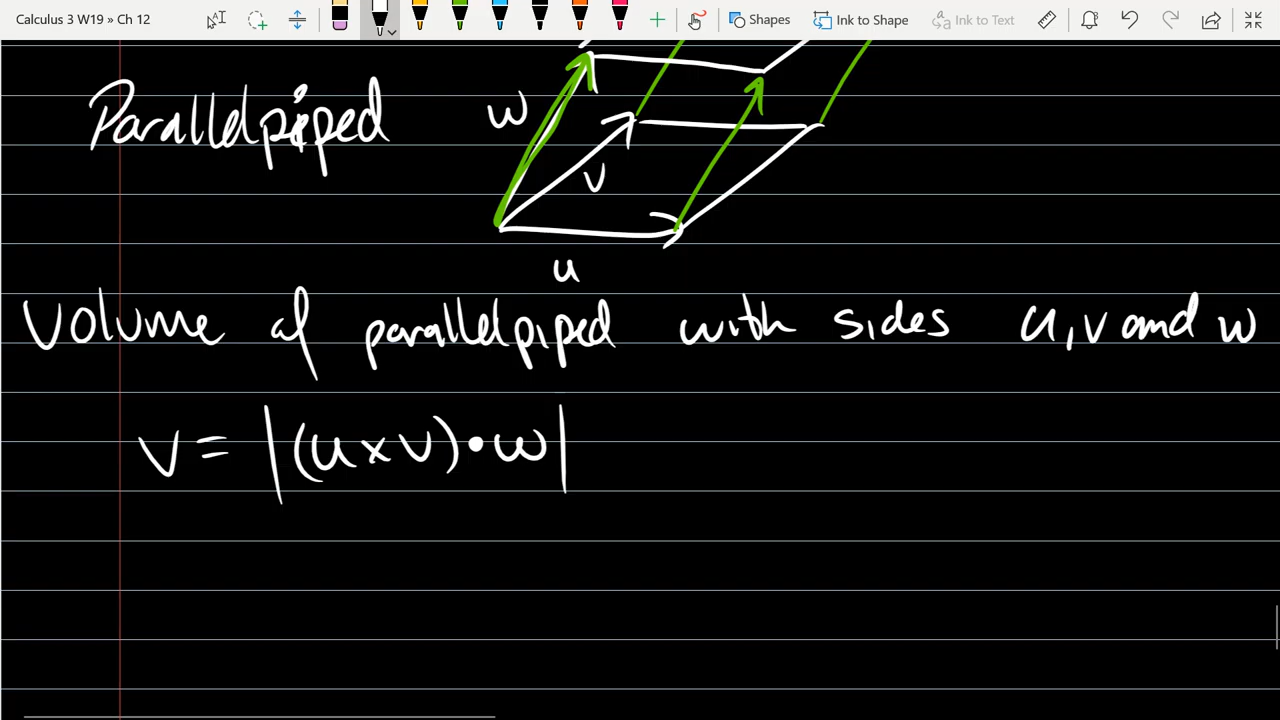 Calculus 3 W19 » Ch 12
Shapes
Ink to Shape
Ink to Text
Parallelpiped
w
v
u
Volume of parallelpiped with sides u, v and w
V = |(u × v) • w|